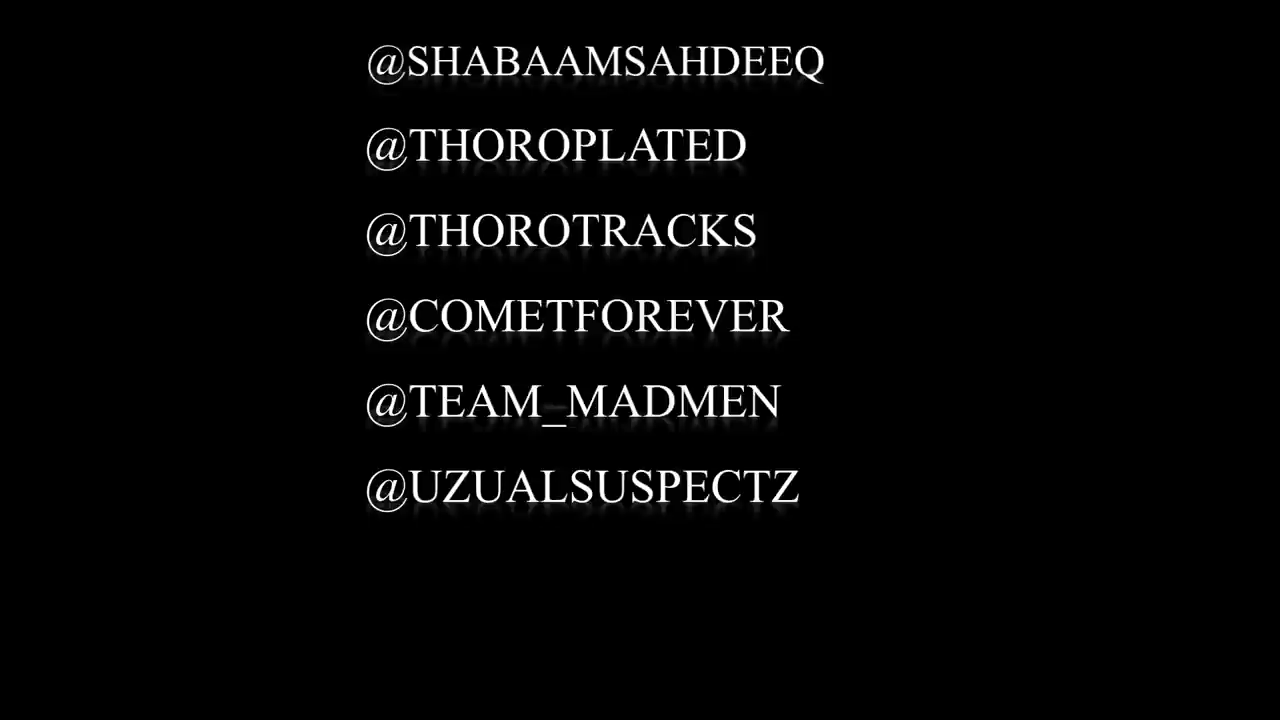 @SHABAAMSAHDEEQ
@THOROPLATED
@THOROTRACKS
@COMETFOREVER
@TEAM_MADMEN
@UZUALSUSPECTZ